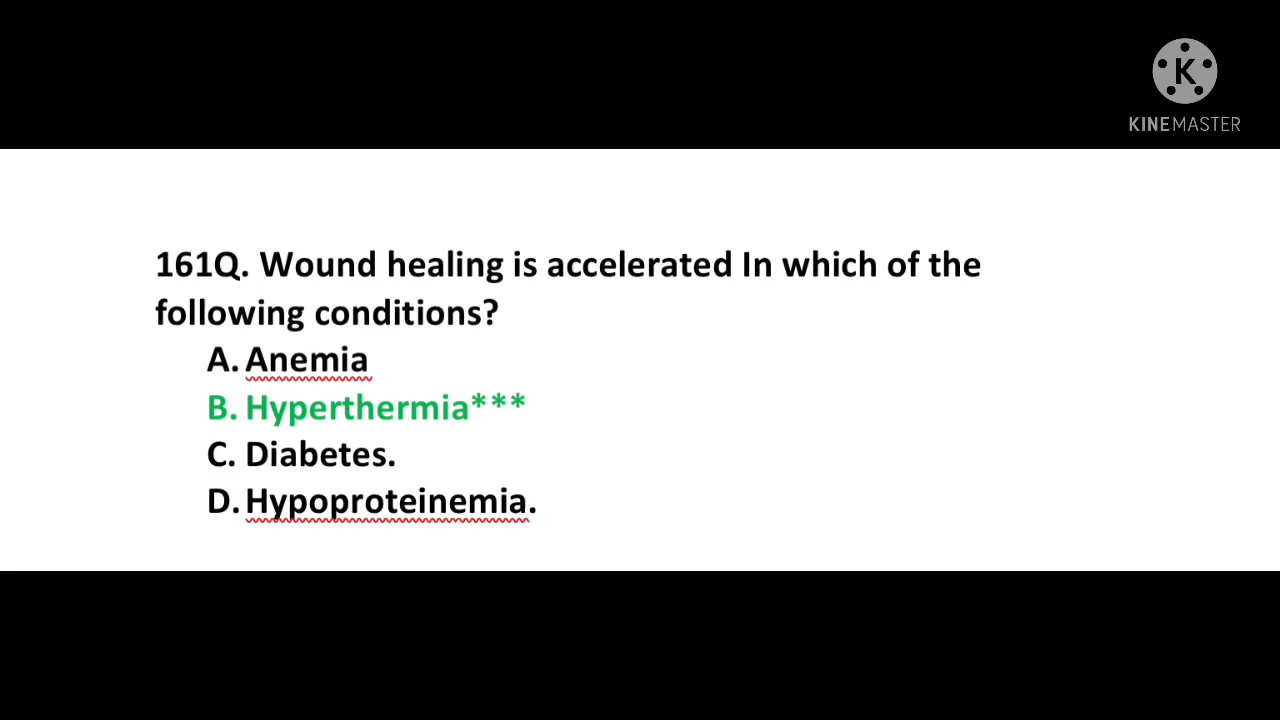 K
KINEMASTER
161Q. Wound healing is accelerated In which of the
following conditions?
A. Anemia
B. Hyperthermia***
C. Diabetes.
D. Hypoproteinemia.